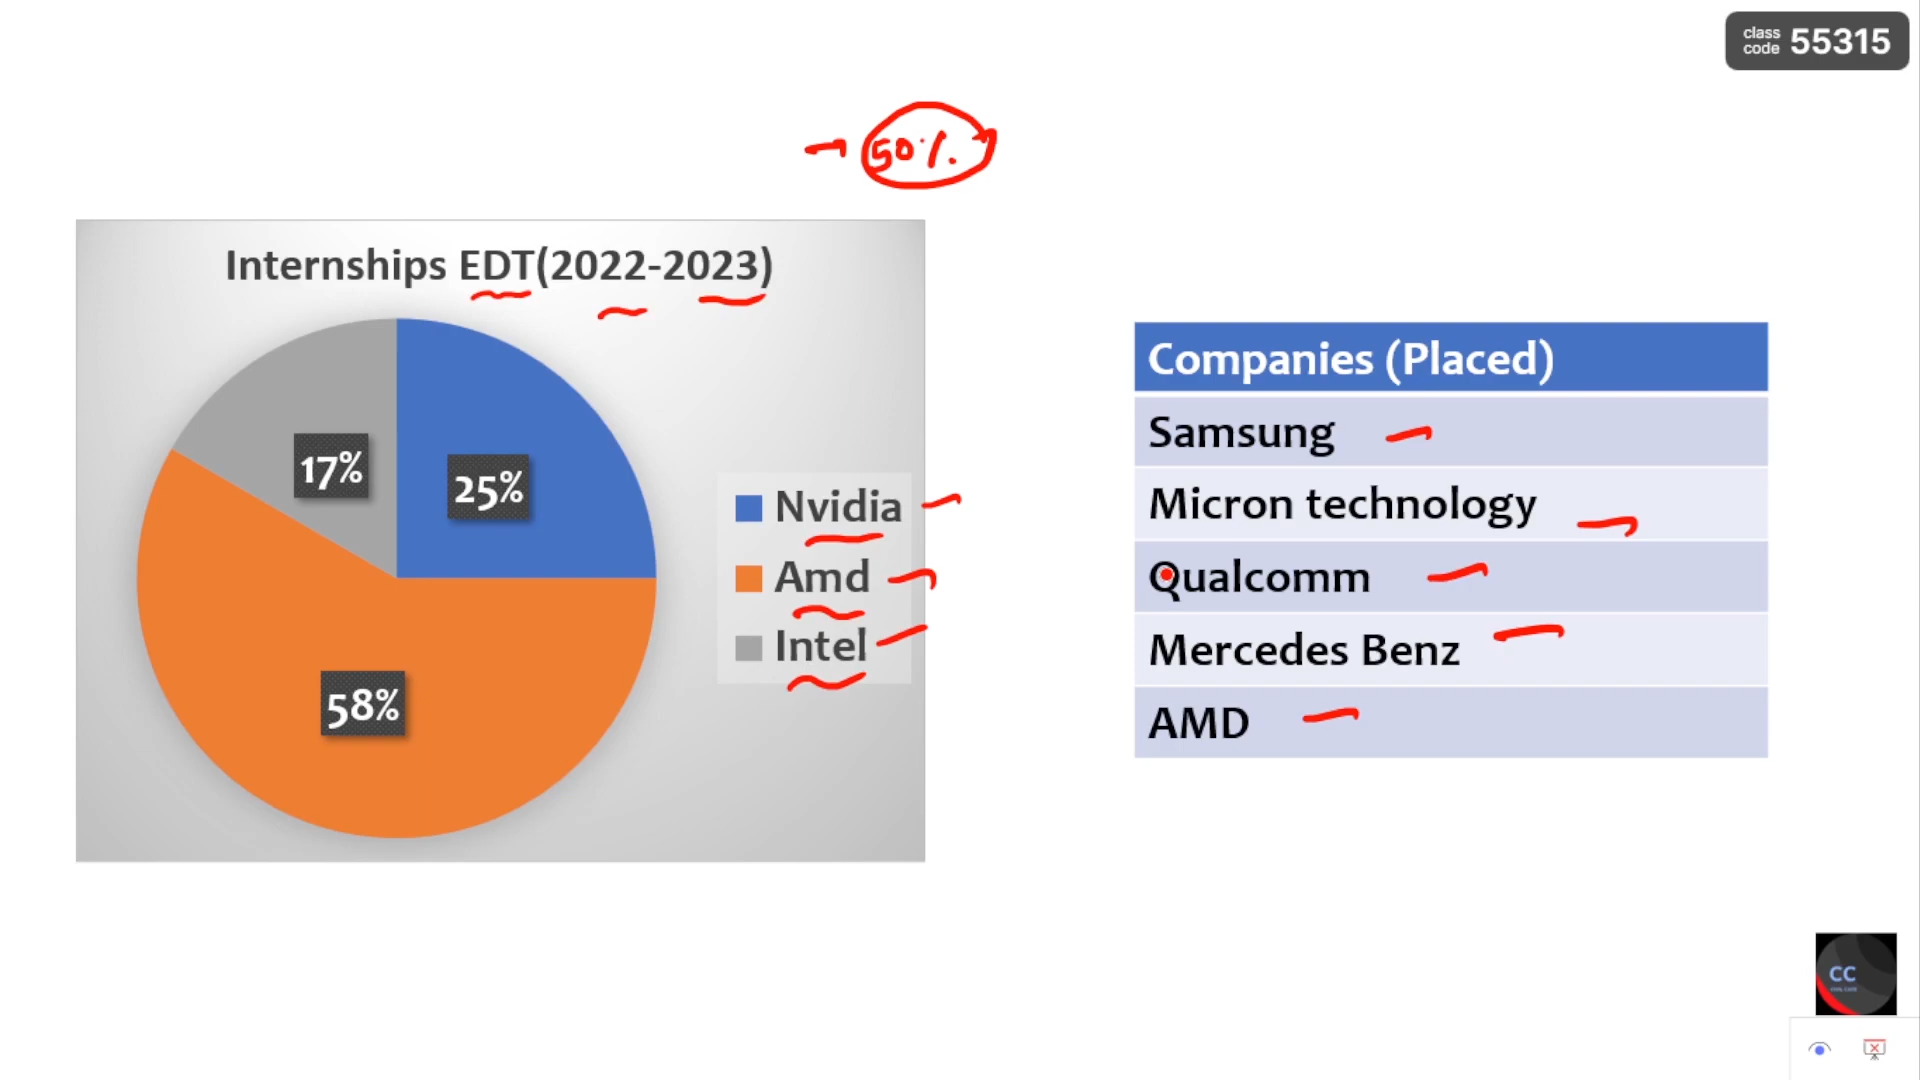 class
code 55315
50%
Internships EDT(2022-2023)
17%
25%
58%
Nvidia
Amd
Intel
Companies (Placed)
Samsung
Micron technology
Qualcomm
Mercedes Benz
AMD
CC